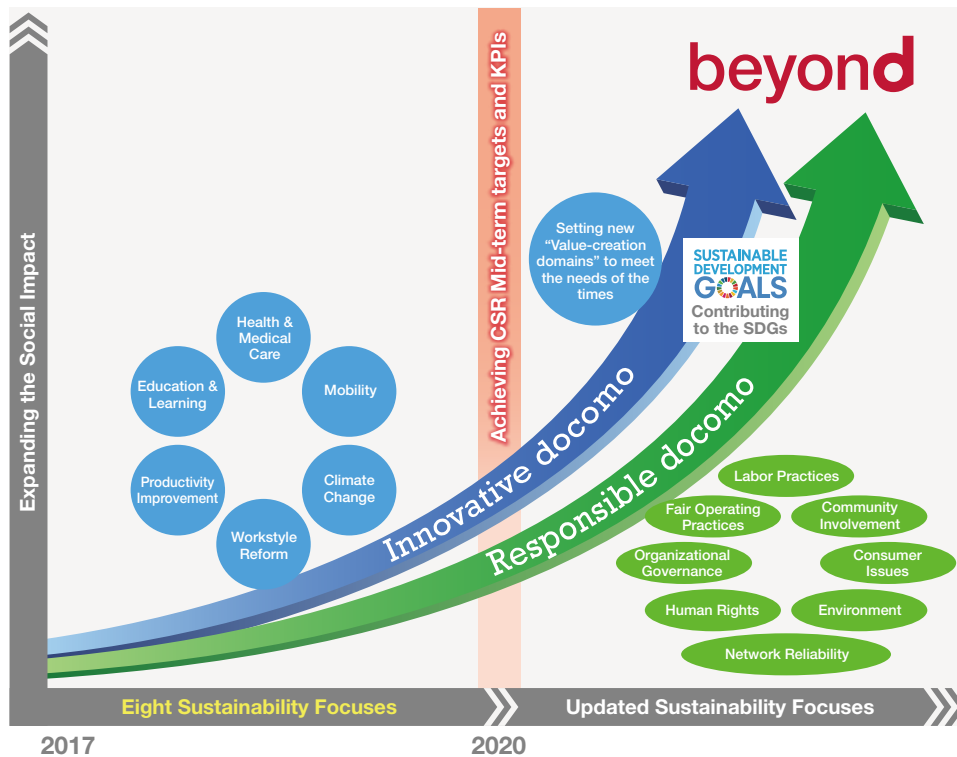 beyond
Expanding the Social Impact
Achieving CSR Mid-term targets and KPIs
Setting new
“Value-creation
domains” to meet
the needs of the
times
SUSTAINABLE
DEVELOPMENT
GOALS
Contributing
to the SDGs
Health &
Medical
Care
Education &
Learning
Mobility
Productivity
Improvement
Climate
Change
Workstyle
Reform
Innovative docomo
Responsible docomo
Labor Practices
Fair Operating
Practices
Community
Involvement
Organizational
Governance
Consumer
Issues
Human Rights
Environment
Network Reliability
Eight Sustainability Focuses
Updated Sustainability Focuses
2017
2020